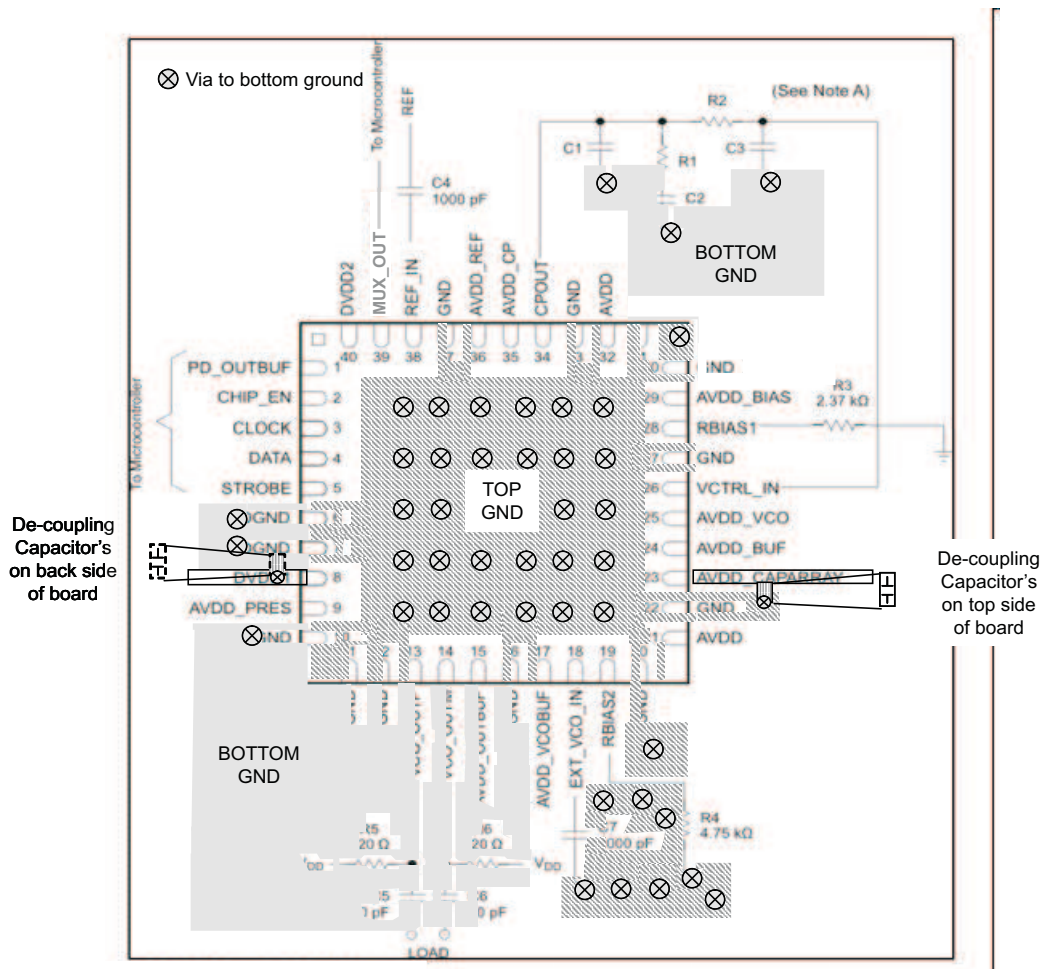 Via to bottom ground
To Microcontroller
REF
C4
1000 pF
(See Note A)
R2
C1
R1
C3
C2
BOTTOM
GND
DVDD2
MUX_OUT
REF_IN
GND
AVDD_REF
AVDD_CP
CPOUT
GND
AVDD
40
39
38
36
35
34
32
PD_OUTBUF
1
CHIP_EN
2
CLOCK
3
DATA
4
STROBE
5
To Microcontroller
8
AVDD_PRES
9
TOP
GND
29
AVDD_BIAS
28
RBIAS1
GND
26
VCTRL_IN
25
AVDD_VCO
24
AVDD_BUF
23
AVDD_CAPARRAY
22
GND
AVDD
R3
2.37 kΩ
De-coupling
Capacitor's
on back side
of board
De-coupling
Capacitor's
on top side
of board
14
15
17
18
19
AVDD_VCOBUF
EXT_VCO_IN
RBIAS2
BOTTOM
GND
20 Ω
20 Ω
VDD
R4
4.75 kΩ
LOAD